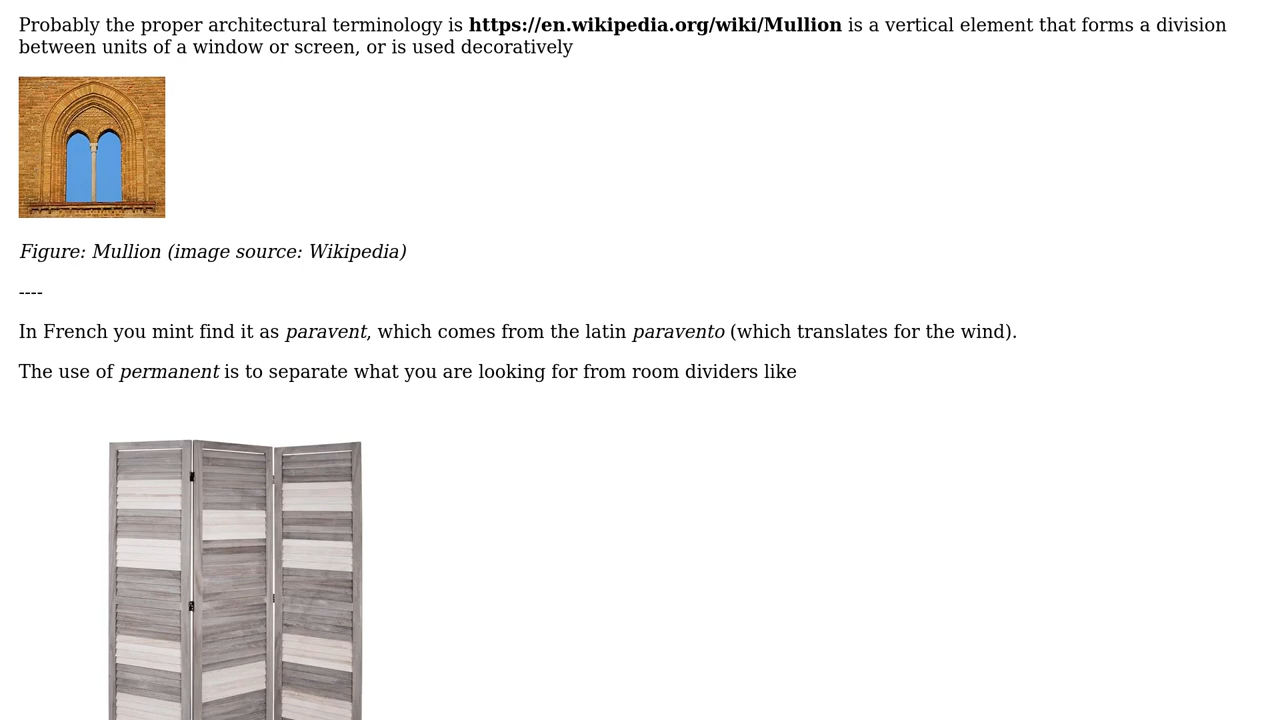 Probably the proper architectural terminology is https://en.wikipedia.org/wiki/Mullion is a vertical element that forms a division
between units of a window or screen, or is used decoratively
Figure: Mullion (image source: Wikipedia)
----
In French you mint find it as paravent, which comes from the latin paravento (which translates for the wind).
The use of permanent is to separate what you are looking for from room dividers like